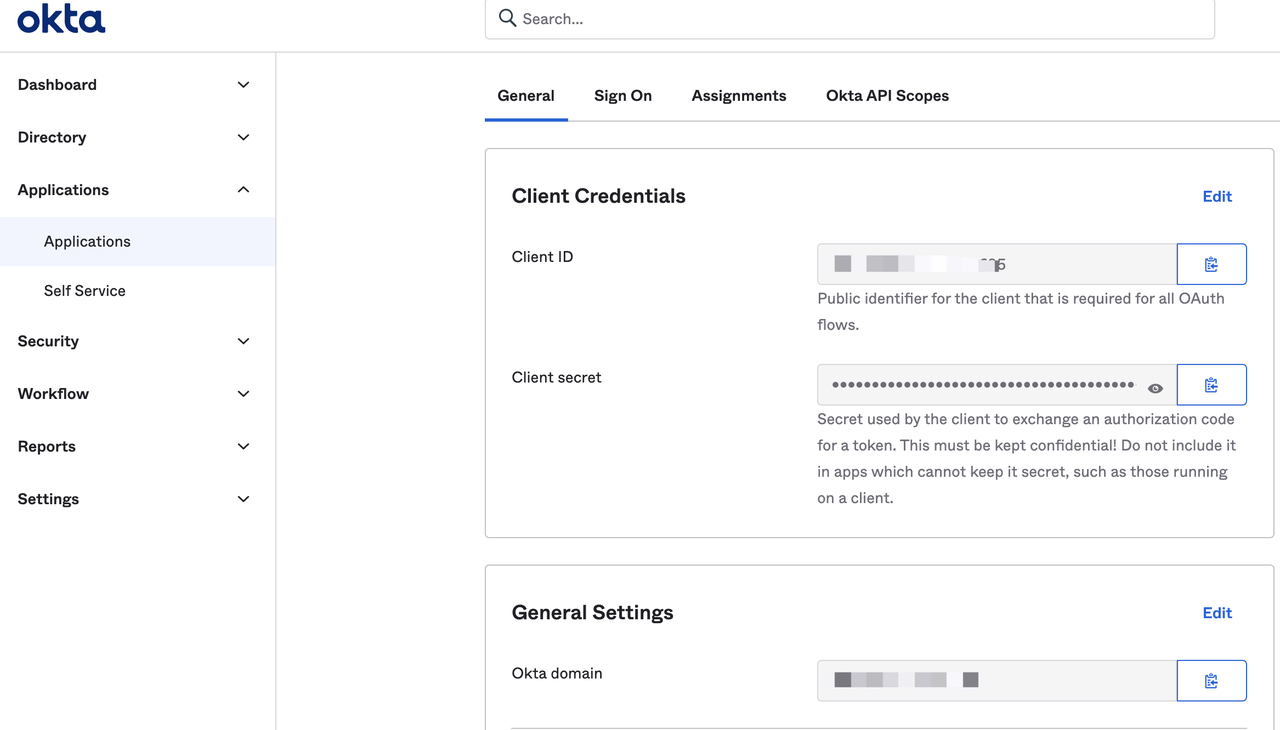 okta
Search...
Dashboard
Directory
Applications
Applications
Self Service
Security
Workflow
Reports
Settings
General Sign On Assignments Okta API Scopes
Client Credentials Edit
Client ID
Public identifier for the client that is required for all OAuth
flows.
Client secret
Secret used by the client to exchange an authorization code
for a token. This must be kept confidential! Do not include it
in apps which cannot keep it secret, such as those running
on a client.
General Settings Edit
Okta domain